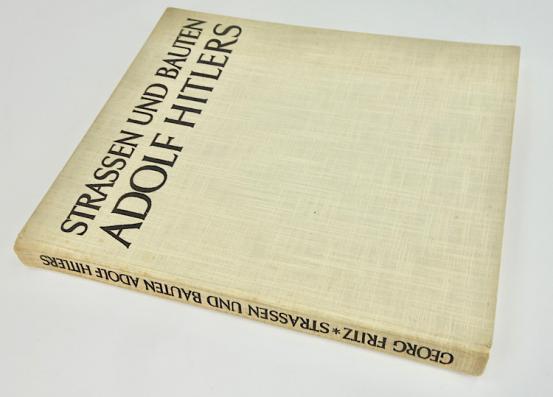 STRASSEN UND BAUTEN
ADOLF HITLERS
GEORG FRITZ * STRASSEN UND BAUTEN ADOLF HITLERS